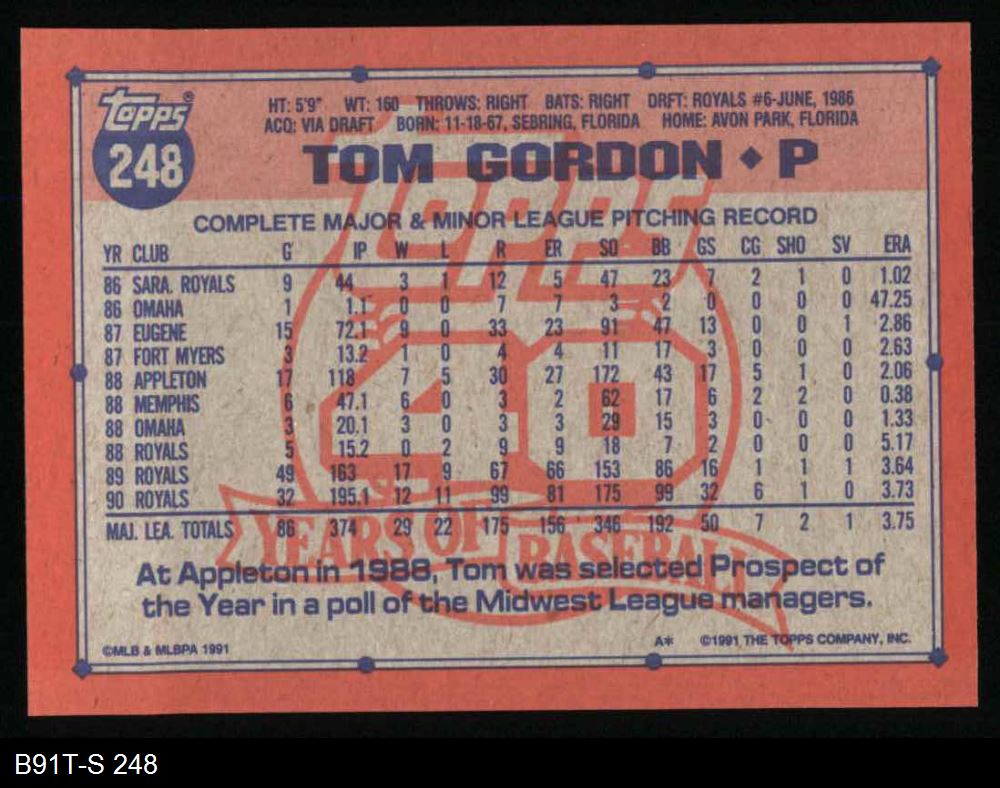 Topps®
248
HT: 5'9" WT: 160 THROWS: RIGHT BATS: RIGHT DRFT: ROYALS #6-JUNE, 1986
ACQ: VIA DRAFT BORN: 11-18-67, SEBRING, FLORIDA HOME: AVON PARK, FLORIDA
TOM GORDON ♦ P
COMPLETE MAJOR & MINOR LEAGUE PITCHING RECORD
YR CLUB G IP W L R ER SO BB GS CG SHO SV ERA
86 SARA. ROYALS 9 44 3 1 12 5 47 23 7 2 1 0 1.02
86 OMAHA 1 1.1 0 0 7 7 3 2 0 0 0 0 47.25
87 EUGENE 15 72.1 9 0 33 23 91 47 13 0 0 1 2.86
87 FORT MYERS 3 13.2 1 0 4 4 11 17 3 0 0 0 2.63
88 APPLETON 17 118 7 5 30 27 172 43 17 5 1 0 2.06
88 MEMPHIS 6 47.1 6 0 3 2 62 17 6 2 2 0 0.38
88 OMAHA 3 20.1 3 0 3 3 29 15 3 0 0 0 1.33
88 ROYALS 5 15.2 0 2 9 9 18 7 2 0 0 0 5.17
89 ROYALS 49 163 17 9 67 66 153 86 16 1 1 1 3.64
90 ROYALS 32 195.1 12 11 99 81 175 99 32 6 1 0 3.73
MAJ. LEA. TOTALS 86 374 29 22 175 156 346 192 50 7 2 1 3.75
Topps
40
YEARS OF BASEBALL
At Appleton in 1988, Tom was selected Prospect of
the Year in a poll of the Midwest League managers.
©MLB & MLBPA 1991
A* ©1991 THE TOPPS COMPANY, INC.
B91T-S 248